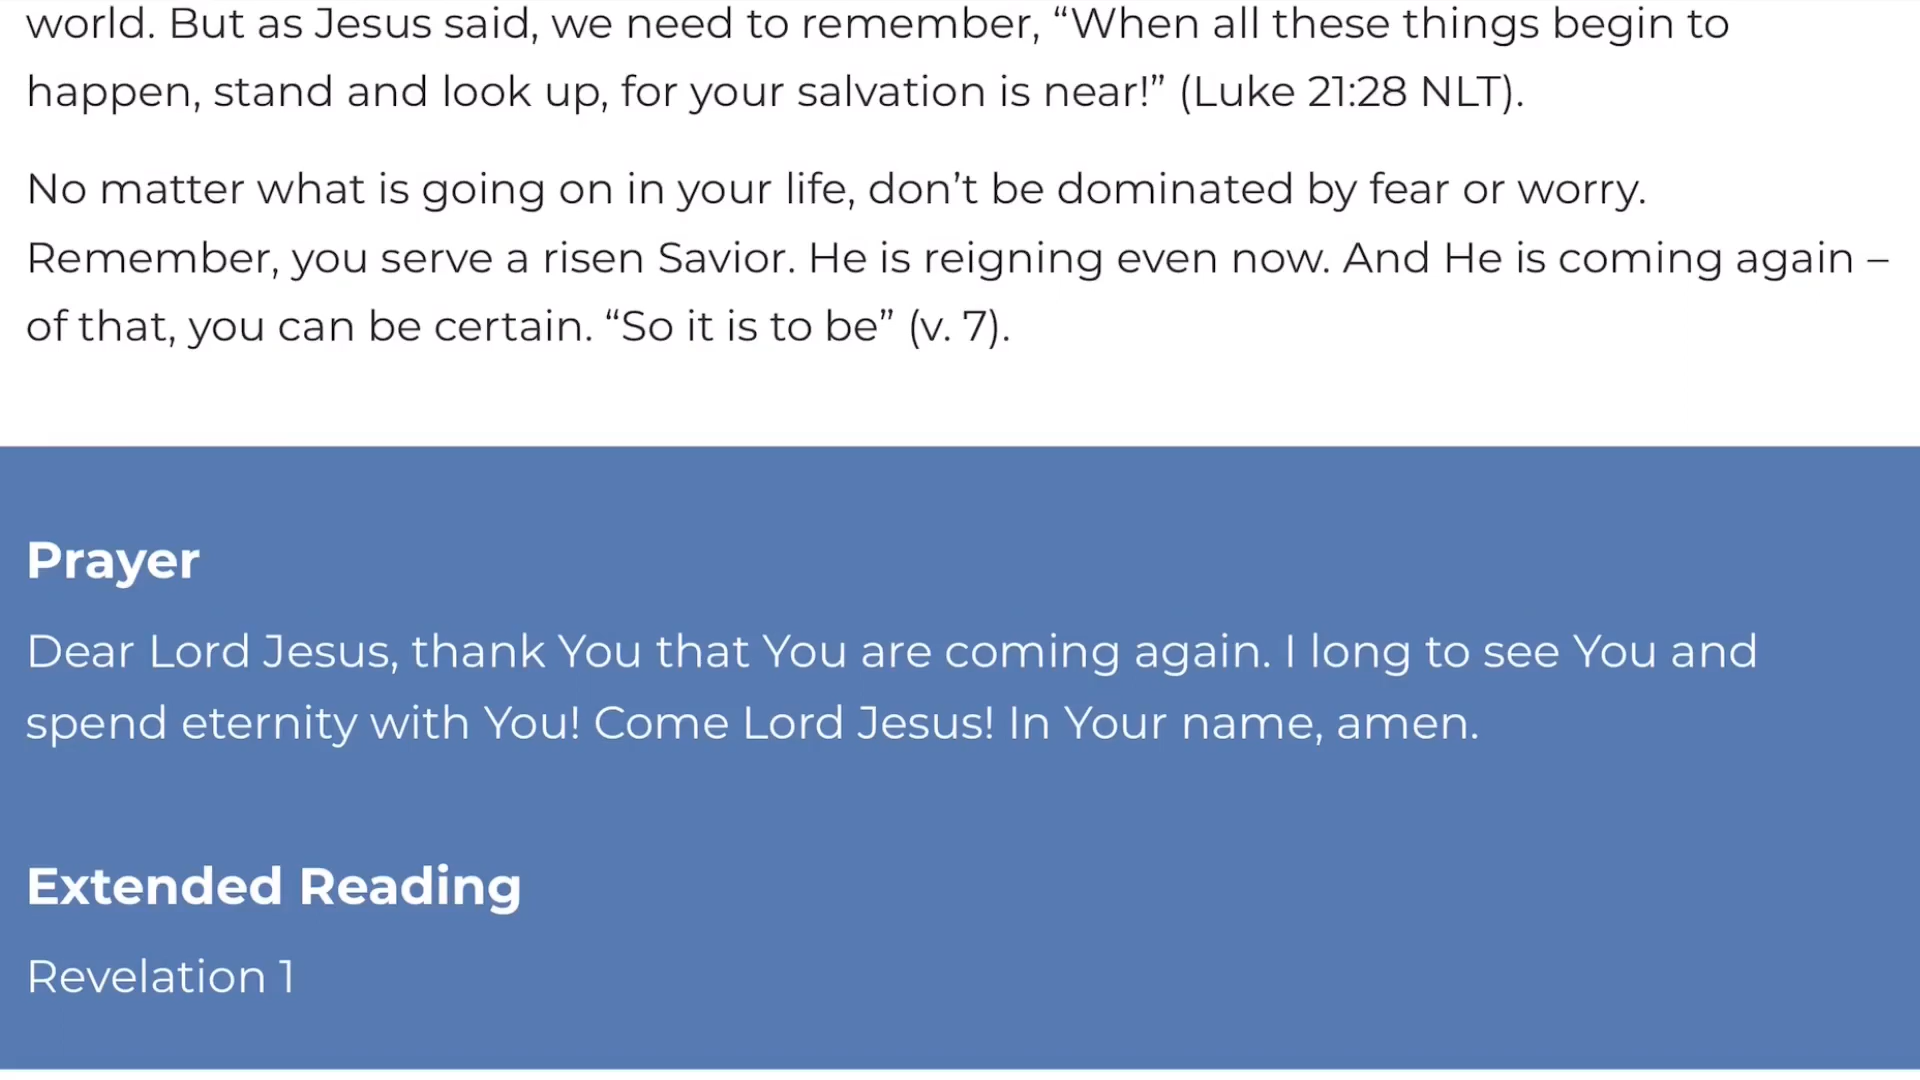 world. But as Jesus said, we need to remember, “When all these things begin to
happen, stand and look up, for your salvation is near!” (Luke 21:28 NLT).
No matter what is going on in your life, don’t be dominated by fear or worry.
Remember, you serve a risen Savior. He is reigning even now. And He is coming again –
of that, you can be certain. “So it is to be” (v. 7).
Prayer
Dear Lord Jesus, thank You that You are coming again. I long to see You and
spend eternity with You! Come Lord Jesus! In Your name, amen.
Extended Reading
Revelation 1